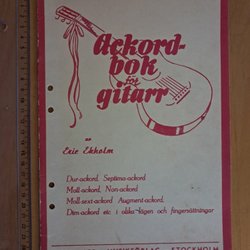 Ackord-
bok
för
gitarr
av
Eric Ekholm
Dur-ackord, Septima-ackord
Moll-ackord, Non-ackord
Moll-sext-ackord Augment-ackord.
Dim-ackord etc i olika lägen och fingersättningar
STOCKHOLM